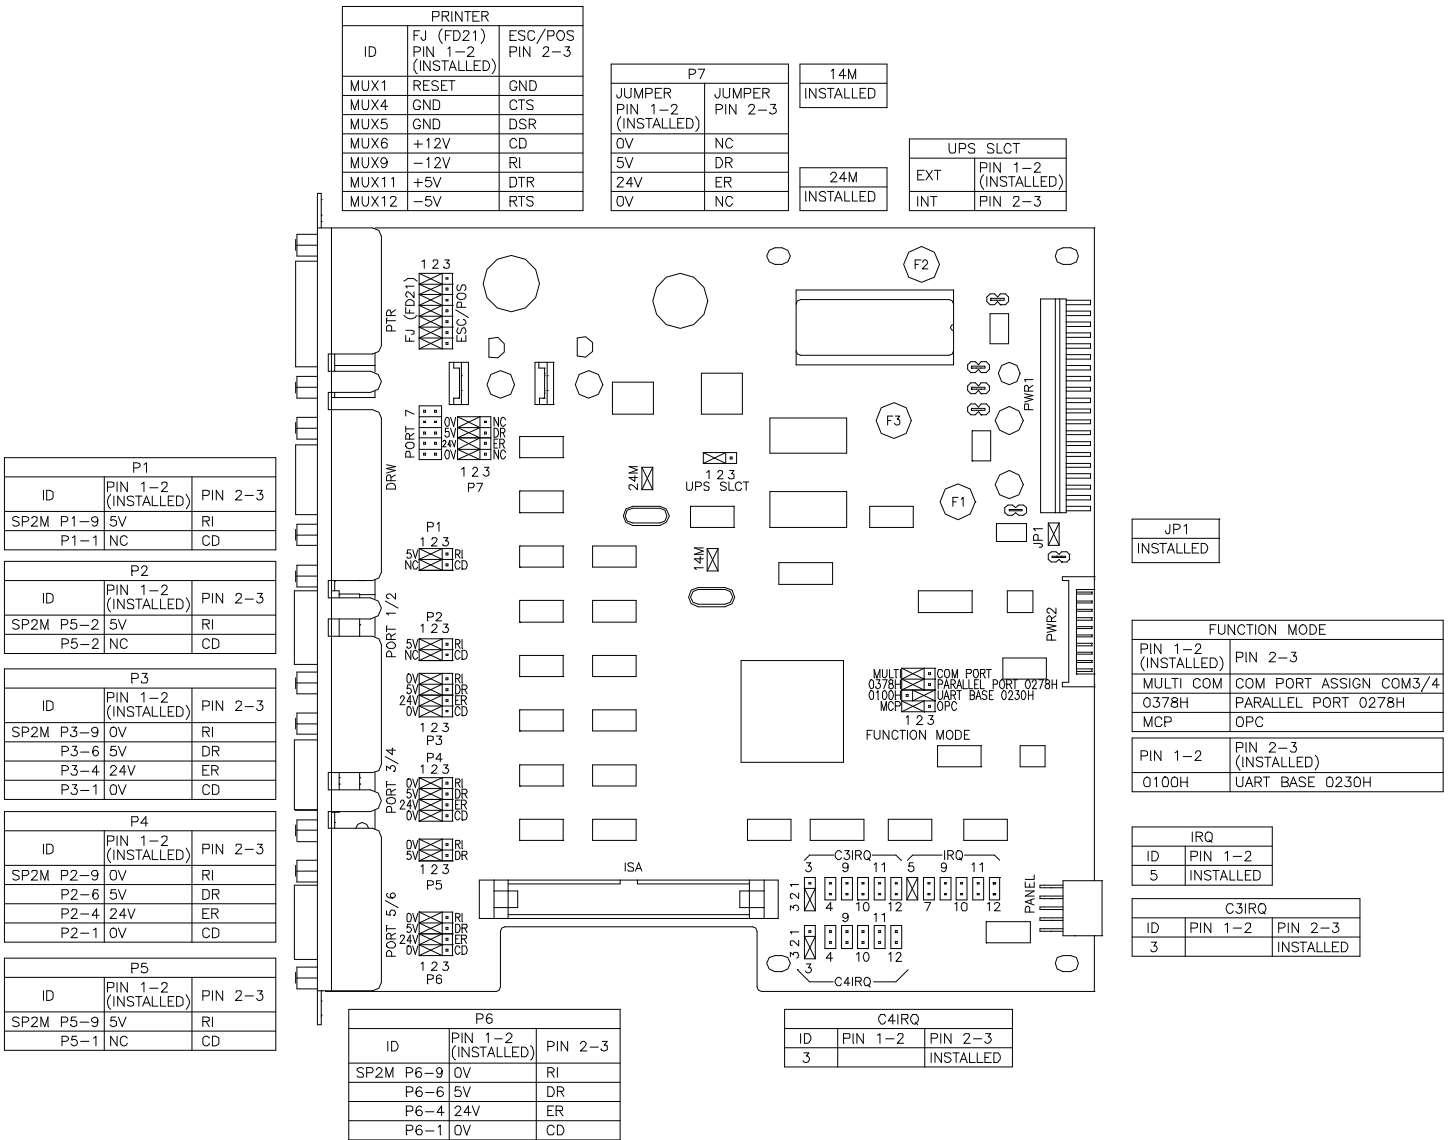 PRINTER
ID FJ (FD21) PIN 1-2 (INSTALLED) ESC/POS PIN 2-3
MUX1 RESET GND
MUX4 GND CTS
MUX5 GND DSR
MUX6 +12V CD
MUX9 -12V RI
MUX11 +5V DTR
MUX12 -5V RTS
P7
JUMPER PIN 1-2 (INSTALLED) JUMPER PIN 2-3
0V NC
5V DR
24V ER
0V NC
14M
INSTALLED
24M
INSTALLED
UPS SLCT
EXT PIN 1-2 (INSTALLED)
INT PIN 2-3
1 2 3
PTR
FJ (FD21)
ESC/POS
F2
PWR1
F3
F1
DRW
PORT 7
0V NC
5V DR
24V ER
0V NC
1 2 3
P7
24M
1 2 3
UPS SLCT
14M
JP1
P1
1 2 3
5V RI
NC CD
PORT 1/2
P2
1 2 3
5V RI
NC CD
0V RI
5V DR
24V ER
0V CD
1 2 3
P3
PORT 3/4
P4
1 2 3
0V RI
5V DR
24V ER
0V CD
0V RI
5V DR
1 2 3
P5
PORT 5/6
0V RI
5V DR
24V ER
0V CD
1 2 3
P6
PWR2
MULTI COM PORT
0378H PARALLEL PORT 0278H
0100H UART BASE 0230H
MCP OPC
1 2 3
FUNCTION MODE
ISA
C3IRQ IRQ
3 9 11 5 9 11
3 2 1
4 10 12 7 10 12
PANEL
9 11
3 2 1
3 4 10 12
C4IRQ
P1
ID PIN 1-2 (INSTALLED) PIN 2-3
SP2M P1-9 5V RI
P1-1 NC CD
P2
ID PIN 1-2 (INSTALLED) PIN 2-3
SP2M P5-2 5V RI
P5-2 NC CD
P3
ID PIN 1-2 (INSTALLED) PIN 2-3
SP2M P3-9 0V RI
P3-6 5V DR
P3-4 24V ER
P3-1 0V CD
P4
ID PIN 1-2 (INSTALLED) PIN 2-3
SP2M P2-9 0V RI
P2-6 5V DR
P2-4 24V ER
P2-1 0V CD
P5
ID PIN 1-2 (INSTALLED) PIN 2-3
SP2M P5-9 5V RI
P5-1 NC CD
P6
ID PIN 1-2 (INSTALLED) PIN 2-3
SP2M P6-9 0V RI
P6-6 5V DR
P6-4 24V ER
P6-1 0V CD
JP1
INSTALLED
FUNCTION MODE
PIN 1-2 (INSTALLED) PIN 2-3
MULTI COM COM PORT ASSIGN COM3/4
0378H PARALLEL PORT 0278H
MCP OPC
PIN 1-2 PIN 2-3 (INSTALLED)
0100H UART BASE 0230H
IRQ
ID PIN 1-2
5 INSTALLED
C3IRQ
ID PIN 1-2 PIN 2-3
3 INSTALLED
C4IRQ
ID PIN 1-2 PIN 2-3
3 INSTALLED